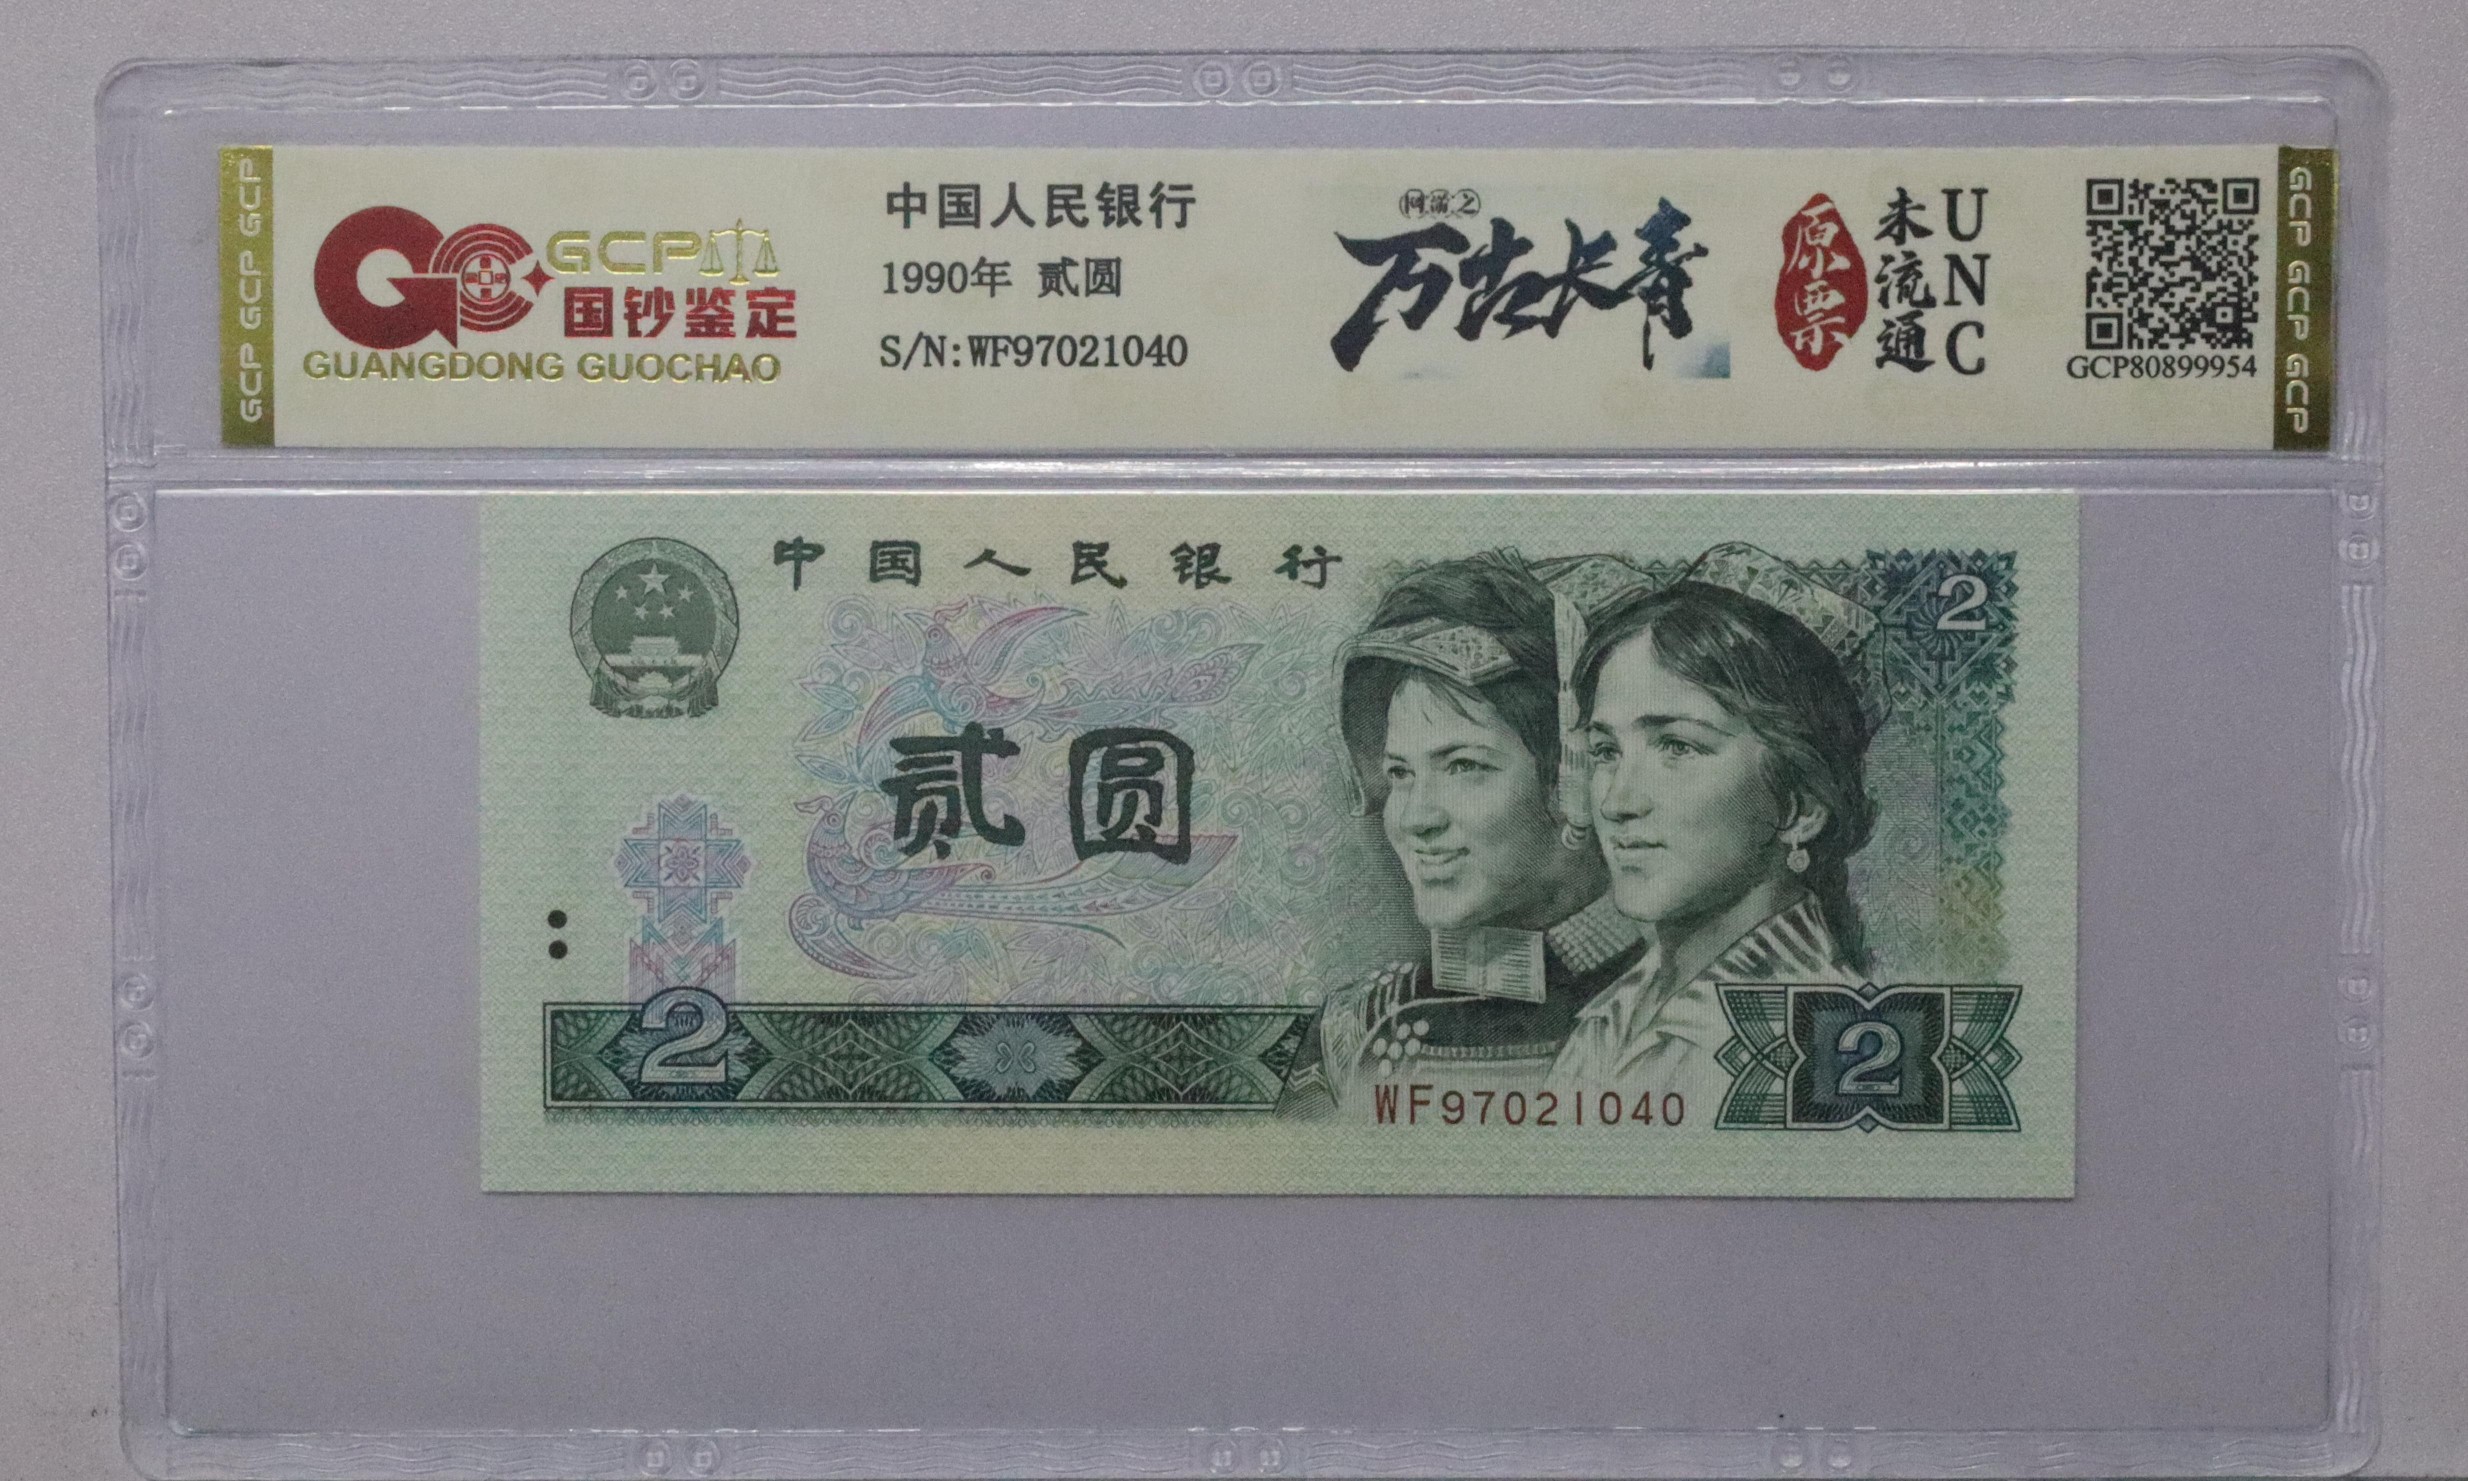 GCP GCP GCP
GCP
国钞鉴定
GUANGDONG GUOCHAO
中国人民银行
1990年 贰圆
S/N:WF97021040
万古长青
原票
未流通
UNC
GCP80899954
GCP GCP GCP
中国人民银行
2
贰圆
2
WF97021040
2